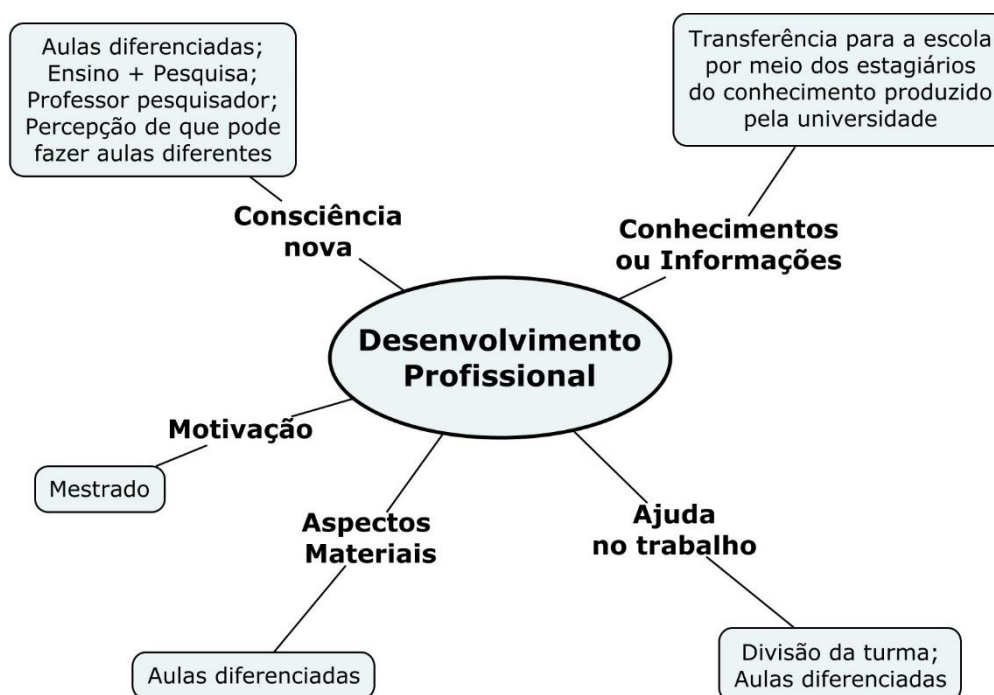 Aulas diferenciadas;
Ensino + Pesquisa;
Professor pesquisador;
Percepção de que pode
fazer aulas diferentes
Transferência para a escola
por meio dos estagiários
do conhecimento produzido
pela universidade
Consciência
nova
Conhecimentos
ou Informações
Desenvolvimento
Profissional
Motivação
Mestrado
Aspectos
Materiais
Ajuda
no trabalho
Aulas diferenciadas
Divisão da turma;
Aulas diferenciadas